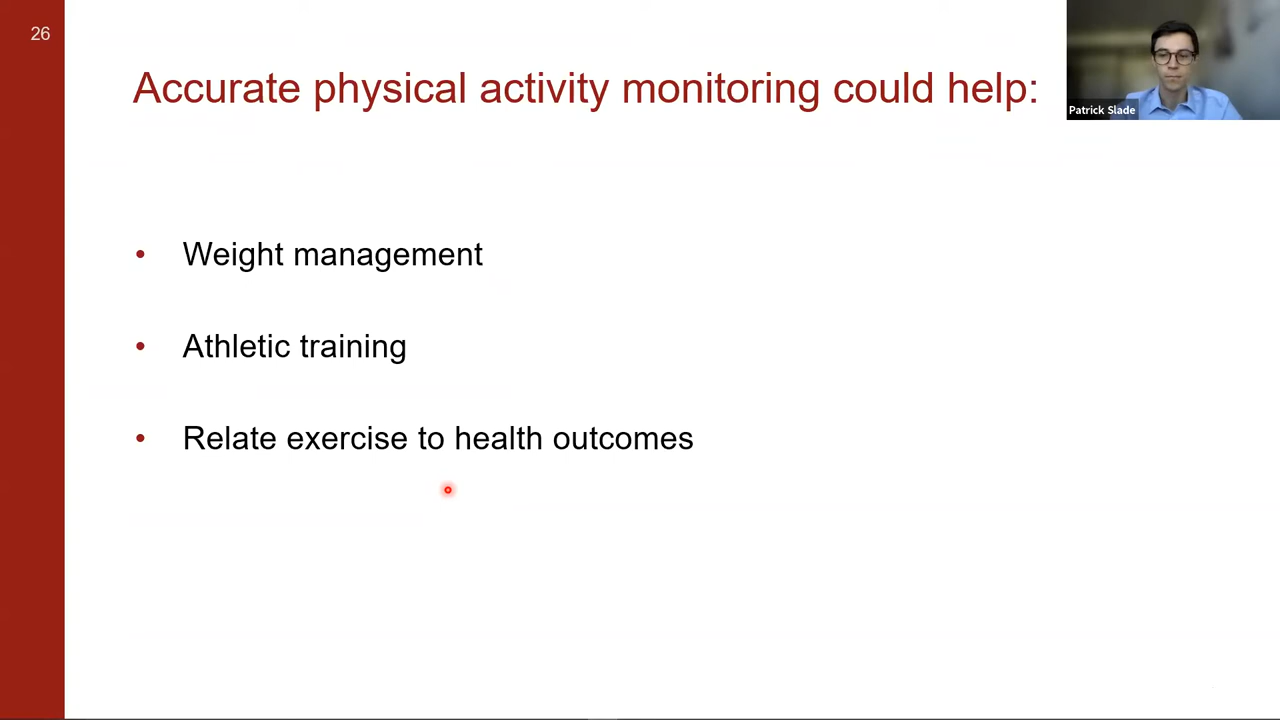 26
Accurate physical activity monitoring could help:
Patrick Slade
• Weight management
• Athletic training
• Relate exercise to health outcomes